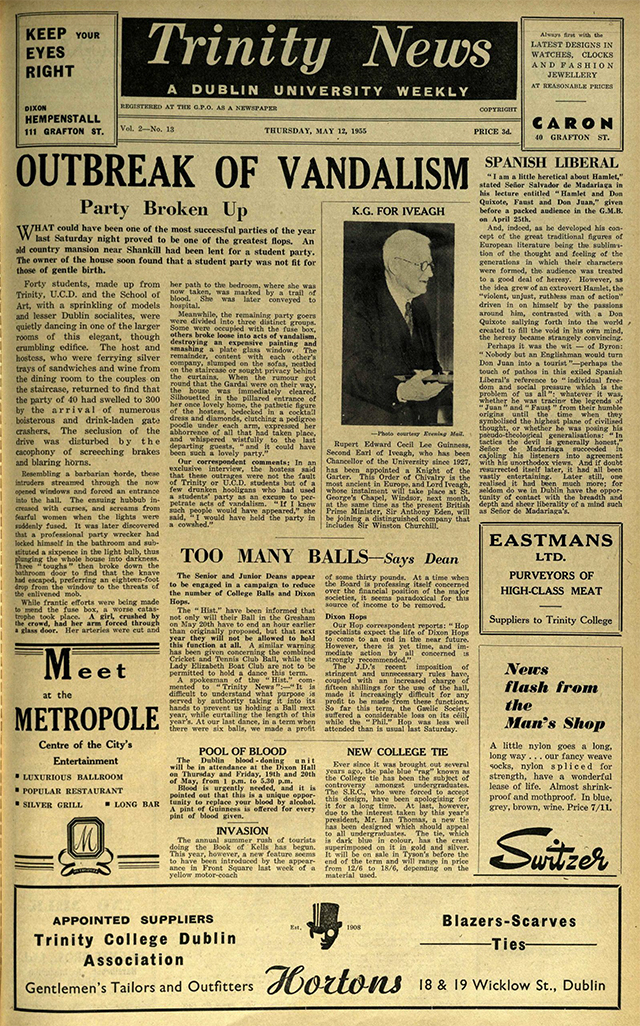 KEEP YOUR
EYES
RIGHT
DIXON
HEMPENSTALL
111 GRAFTON ST.
Trinity News
A DUBLIN UNIVERSITY WEEKLY
REGISTERED AT THE G.P.O. AS A NEWSPAPER
COPYRIGHT
Vol. 2—No. 13
THURSDAY, MAY 12, 1955
PRICE 3d.
Always first with the
LATEST DESIGNS IN
WATCHES, CLOCKS
AND FASHION
JEWELLERY
AT REASONABLE PRICES
CARON
40 GRAFTON ST.
OUTBREAK OF VANDALISM
Party Broken Up
WHAT could have been one of the most successful parties of the year
last Saturday night proved to be one of the greatest flops. An
old country mansion near Shankill had been lent for a student party.
The owner of the house soon found that a student party was not fit for
those of gentle birth.
Forty students, made up from
Trinity, U.C.D. and the School of
Art, with a sprinkling of models
and lesser Dublin socialites, were
quietly dancing in one of the larger
rooms of this elegant, though
crumbling edifice. The host and
hostess, who were ferrying silver
trays of sandwiches and wine from
the dining room to the couples on
the staircase, returned to find that
the party of 40 had swelled to 300
by the arrival of numerous
boisterous and drink-laden gate
crashers. The seclusion of the
drive was disturbed by the
cacophony of screeching brakes
and blaring horns.
Resembling a barbarian horde, these
intruders streamed through the now
opened windows and forced an entrance
into the hall. The ensuing hubbub in-
creased with curses, and screams from
fearful women when the lights were
suddenly fused. It was later discovered
that a professional party wrecker had
locked himself in the bathroom and sub-
stituted a sixpence in the light bulb, thus
plunging the whole house into darkness.
Three "toughs" then broke down the
bathroom door to find that the knave
had escaped, preferring an eighteen-foot
drop from the window to the threats of
the enlivened mob.
While frantic efforts were being made
to mend the fuse box, a worse catas-
trophe took place. A girl, crushed by
the crowd, had her arm forced through
a glass door. Her arteries were cut and
her path to the bedroom, where she was
now taken, was marked by a trail of
blood. She was later conveyed to
hospital.
Meanwhile, the remaining party goers
were divided into three distinct groups.
Some were occupied with the fuse box,
others broke loose into acts of vandalism,
destroying an expensive painting and
smashing a plate glass window. The
remainder, content with each other's
company, slumped on the sofas, nestled
on the staircase or sought privacy behind
the curtains. When the rumour got
round that the Gardai were on their way,
the house was immediately cleared.
Silhouetted in the pillared entrance of
her once lovely home, the pathetic figure
of the hostess, bedecked in a cocktail
dress and diamonds, clutching a pedigree
poodle under each arm, expressed her
abhorrence of all that had taken place,
and whispered wistfully to the last
departing guests, "and it could have
been such a lovely party."
Our correspondent comments: In an
exclusive interview, the hostess said
that these outrages were not the fault
of Trinity or U.C.D. students but of a
few drunken hooligans who had used
a students' party as an excuse to per-
petrate acts of vandalism. "If I knew
such people would have appeared," she
said, "I would have held the party in
a cowshed."
K.G. FOR IVEAGH
—Photo courtesy Evening Mail.
Rupert Edward Cecil Lee Guinness,
Second Earl of Iveagh, who has been
Chancellor of the University since 1927,
has been appointed a Knight of the
Garter. This Order of Chivalry is the
most ancient in Europe, and Lord Iveagh,
whose instalment will take place at St.
George's Chapel, Windsor, next month,
at the same time as the present British
Prime Minister, Sir Anthony Eden, will
be joining a distinguished company that
includes Sir Winston Churchill.
SPANISH LIBERAL
"I am a little heretical about Hamlet,"
stated Señor Salvador de Madariaga in
his lecture entitled "Hamlet and Don
Quixote, Faust and Don Juan," given
before a packed audience in the G.M.B.
on April 25th.
And, indeed, as he developed his con-
cept of the great traditional figures of
European literature being the sublima-
tion of the thought and feeling of the
generations in which their characters
were formed, the audience was treated
to a good deal of heresy. However, as
the idea grew of an extrovert Hamlet, the
"violent, unjust, ruthless man of action"
driven in on himself by the passions
around him, contrasted with a Don
Quixote sallying forth into the world
created to fill the void in his own mind,
the heresy became strangely convincing.
Perhaps it was the — of Byron:
"Nobody but an Englishman would turn
Don Juan into a tourist"—perhaps the
touch of pathos in this exiled Spanish
Liberal's reference to "individual free-
dom and social pressure which is the
problem of us all": whatever it was,
whether he was tracing the legends of
"Juan" and "Faust" from their humble
origins until the time when they
symbolised the highest plane of civilized
thought, or whether he was posing his
pseudo-theological generalisations: "In
tactics the devil is generally honest,"
Señor de Madariaga succeeded in
cajoling his listeners into agreement
with his unorthodox views. And if doubt
resurrected itself later, it had all been
vastly entertaining. Later still, one
realised it had been much more; for
seldom do we in Dublin have the oppor-
tunity of contact with the breadth and
depth and sheer liberality of a mind such
as Señor de Madariaga's.
TOO MANY BALLS—Says Dean
The Senior and Junior Deans appear
to be engaged in a campaign to reduce
the number of College Balls and Dixon
Hops.
The "Hist." have been informed that
not only will their Ball in the Gresham
on May 20th have to end an hour earlier
than originally proposed, but that next
year they will not be allowed to hold
this function at all. A similar warning
has been given concerning the combined
Cricket and Tennis Club Ball, while the
Lady Elizabeth Boat Club are not to be
permitted to hold a dance this term.
A spokesman of the "Hist." com-
mented to "Trinity News":—"It is
difficult to understand what purpose is
served by authority taking it into its
hands to prevent us holding a Ball next
year, while curtailing the length of this
year's. At our last dance, in a term when
there were six balls, we made a profit
of some thirty pounds. At a time when
the Board is professing itself concerned
over the financial position of the major
societies, it seems paradoxical for this
source of income to be removed.
Dixon Hops
Our Hop correspondent reports: "Hop
specialists expect the life of Dixon Hops
to come to an end in the near future.
However, there is yet time, and im-
mediate action by all concerned is
strongly recommended."
The J.D.'s recent imposition of
stringent and unnecessary rules have,
coupled with an increased charge of
fifteen shillings for the use of the hall,
made it increasingly difficult for any
profit to be made from these functions.
So far this term, the Gaelic Society
suffered a considerable loss on its céilí,
while the "Phil." Hop was less well
attended than is usual last Saturday.
EASTMANS
LTD.
PURVEYORS OF
HIGH-CLASS MEAT
Suppliers to Trinity College
Meet
at the
METROPOLE
Centre of the City's
Entertainment
LUXURIOUS BALLROOM
POPULAR RESTAURANT
SILVER GRILL
LONG BAR
M
POOL OF BLOOD
The Dublin blood-doning unit
will be in attendance at the Dixon Hall
on Thursday and Friday, 19th and 20th
of May, from 1 p.m. to 5.30 p.m.
Blood is urgently needed, and it is
pointed out that this is a unique oppor-
tunity to replace your blood by alcohol.
A pint of Guinness is offered for every
pint of blood given.
INVASION
The annual summer rush of tourists
doing the Book of Kells has begun.
This year, however, a new feature seems
to have been introduced by the appear-
ance in Front Square last week of a
yellow motor-coach
NEW COLLEGE TIE
Ever since it was brought out several
years ago, the pale blue "rag" known as
the College tie has been the subject of
controversy amongst undergraduates.
The S.R.C., who were forced to accept
this design, have been apologising for
it for a long time. At last, however,
due to the interest taken by this year's
president, Mr. Ian Thomas, a new tie
has been designed which should appeal
to all undergraduates. The tie, which
is dark blue in colour, has the crest
superimposed on it in gold and silver.
It will be on sale in Tyson's before the
end of the term and will range in price
from 12/6 to 18/6, depending on the
material used.
News
flash from
the
Man's Shop
A little nylon goes a long,
long way . . . our fancy weave
socks, nylon spliced for
strength, have a wonderful
lease of life. Almost shrink-
proof and mothproof. In blue,
grey, brown, wine. Price 7/11.
Switzer
APPOINTED SUPPLIERS
Trinity College Dublin
Association
Gentlemen's Tailors and Outfitters
Est. 1908
Hortons
Blazers-Scarves
Ties
18 & 19 Wicklow St., Dublin